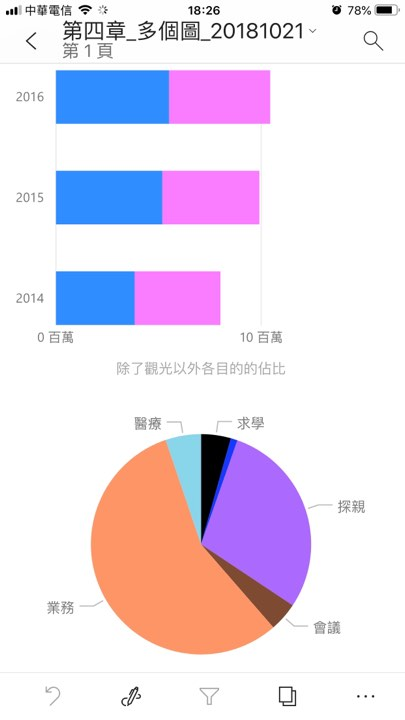 中華電信
18:26
78%
第四章_多個圖_20181021
第 1 頁
2016
2015
2014
0 百萬
10 百萬
除了觀光以外各目的的佔比
醫療
求學
探親
業務
會議